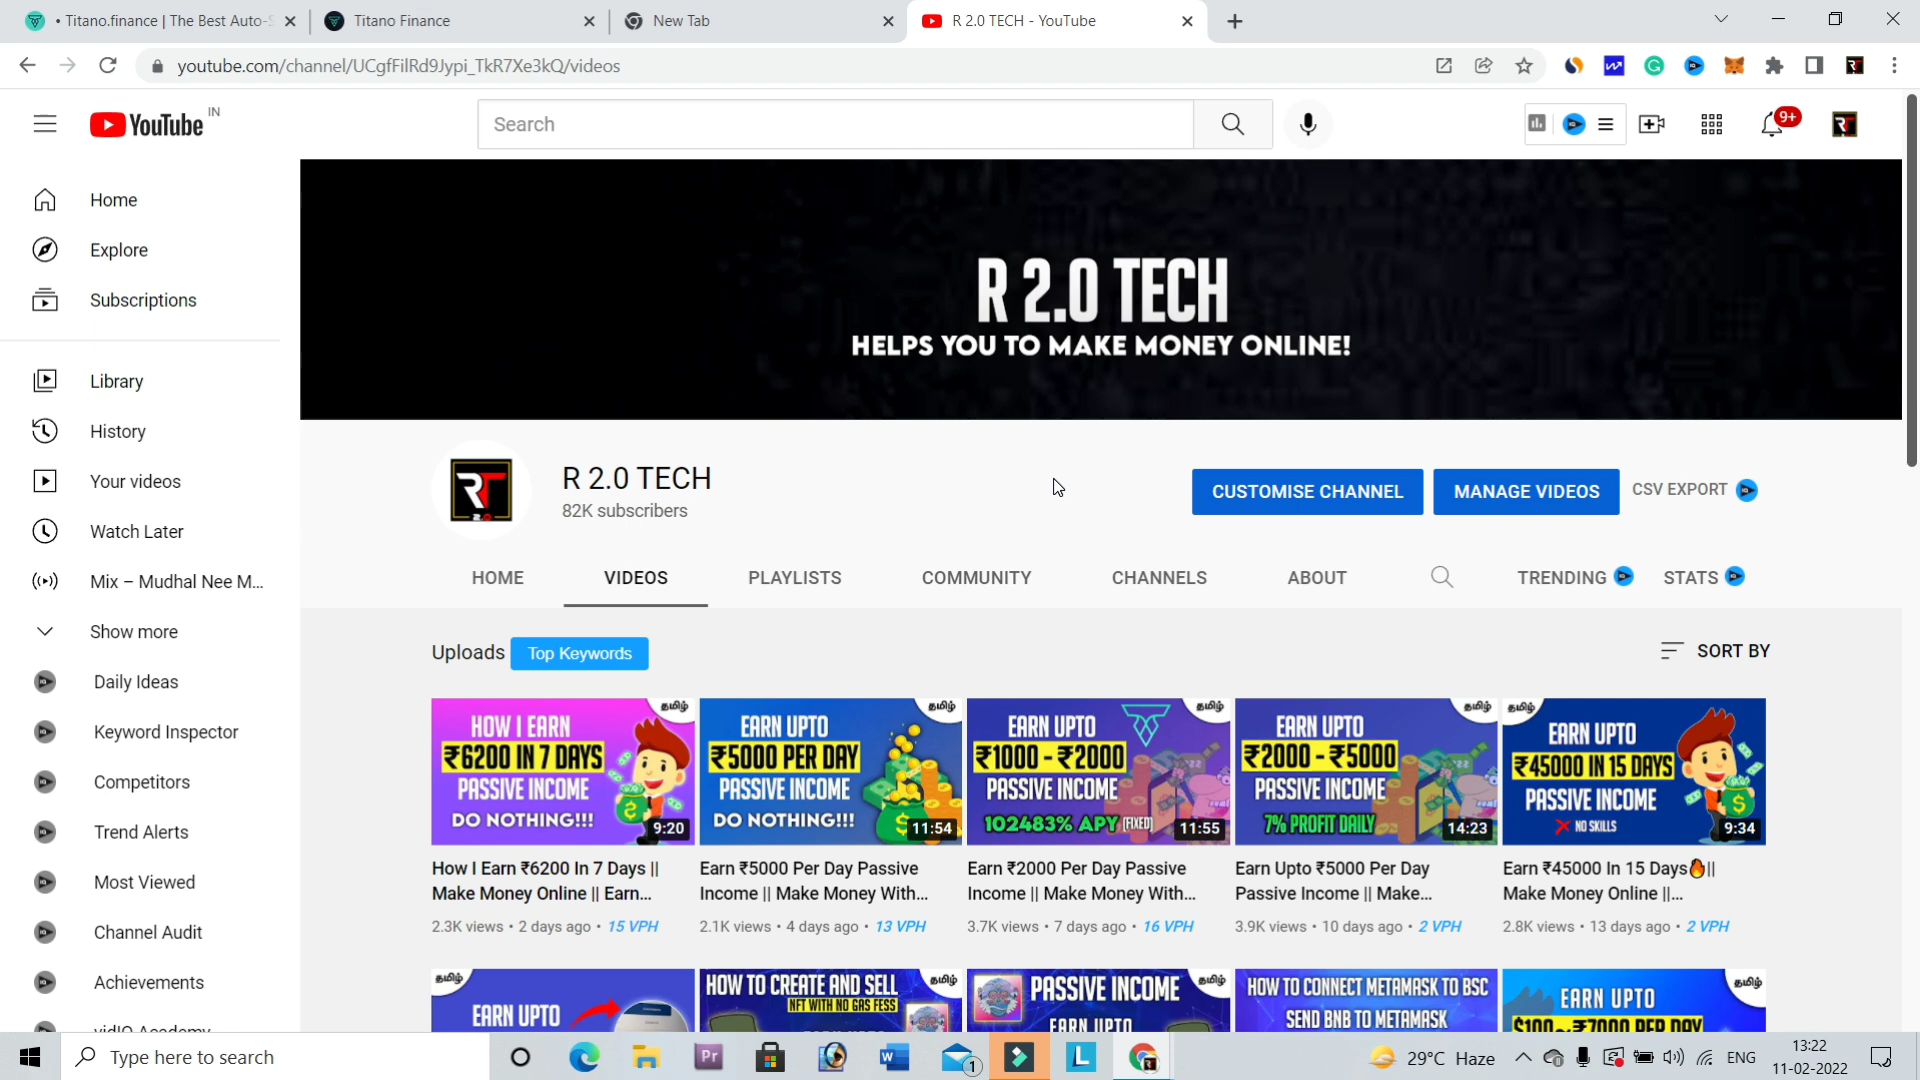 • Titano.finance | The Best Auto-S
Titano Finance
New Tab
R 2.0 TECH - YouTube
youtube.com/channel/UCgfFilRd9Jypi_TkR7Xe3kQ/videos
YouTube IN
Search
9+
Home
Explore
Subscriptions
Library
History
Your videos
Watch Later
Mix – Mudhal Nee M...
Show more
Daily Ideas
Keyword Inspector
Competitors
Trend Alerts
Most Viewed
Channel Audit
Achievements
vidIQ Academy
R 2.0 TECH
HELPS YOU TO MAKE MONEY ONLINE!
R 2.0 TECH
82K subscribers
CUSTOMISE CHANNEL
MANAGE VIDEOS
CSV EXPORT
HOME
VIDEOS
PLAYLISTS
COMMUNITY
CHANNELS
ABOUT
TRENDING
STATS
Uploads
Top Keywords
SORT BY
தமிழ்
HOW I EARN
₹6200 IN 7 DAYS
PASSIVE INCOME
DO NOTHING!!!
9:20
How I Earn ₹6200 In 7 Days ||
Make Money Online || Earn...
2.3K views • 2 days ago • 15 VPH
தமிழ்
EARN UPTO
₹5000 PER DAY
PASSIVE INCOME
DO NOTHING!!!
11:54
Earn ₹5000 Per Day Passive
Income || Make Money With...
2.1K views • 4 days ago • 13 VPH
தமிழ்
EARN UPTO
₹1000 - ₹2000
PASSIVE INCOME
102483% APY (FIXED)
11:55
Earn ₹2000 Per Day Passive
Income || Make Money With...
3.7K views • 7 days ago • 16 VPH
தமிழ்
EARN UPTO
₹2000 - ₹5000
PASSIVE INCOME
7% PROFIT DAILY
14:23
Earn Upto ₹5000 Per Day
Passive Income || Make...
3.9K views • 10 days ago • 2 VPH
தமிழ்
EARN UPTO
₹45000 IN 15 DAYS
PASSIVE INCOME
NO SKILLS
9:34
Earn ₹45000 In 15 Days🔥||
Make Money Online ||...
2.8K views • 13 days ago • 2 VPH
தமிழ்
EARN UPTO
HOW TO CREATE AND SELL
NFT WITH NO GAS FESS
தமிழ்
PASSIVE INCOME
EARN UPTO
தமிழ்
HOW TO CONNECT METAMASK TO BSC
SEND BNB TO METAMASK
EARN UPTO
$100 - ₹7000 PER DAY
தமிழ்
Type here to search
1
29°C Haze
ENG
13:22
11-02-2022